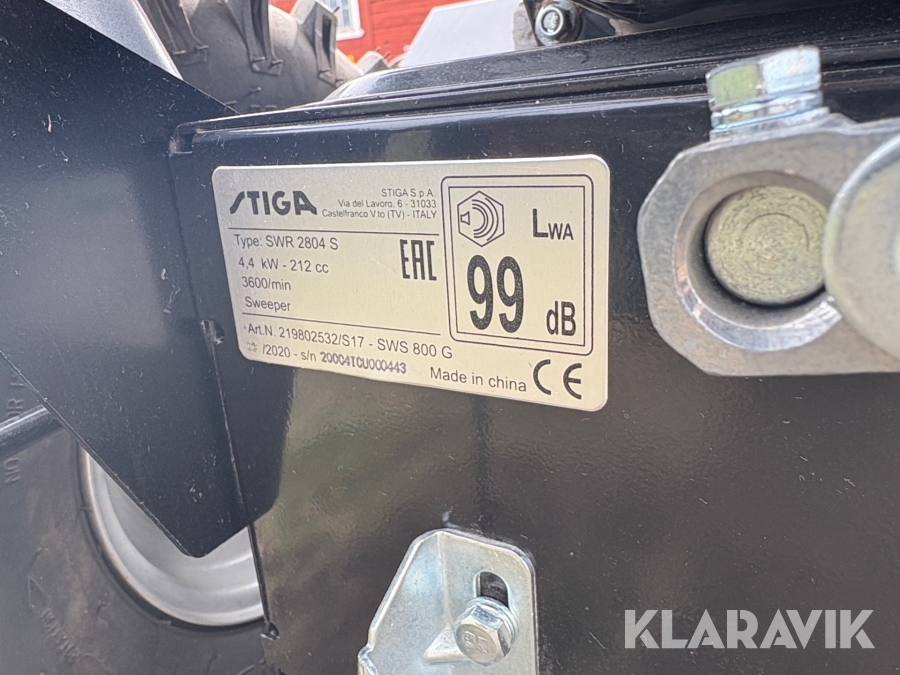 STIGA
STIGA S.p.A.
Via del Lavoro, 6 - 31033
Castelfranco V.to (TV) - ITALY
Type: SWR 2804 S
4,4 kW - 212 cc
3600/min
Sweeper
EAC
LWA
99
dB
Art.N. 219802532/S17 - SWS 800 G
/2020 - s/n 20CC4TCU000443
Made in china CE
KLARAVIK